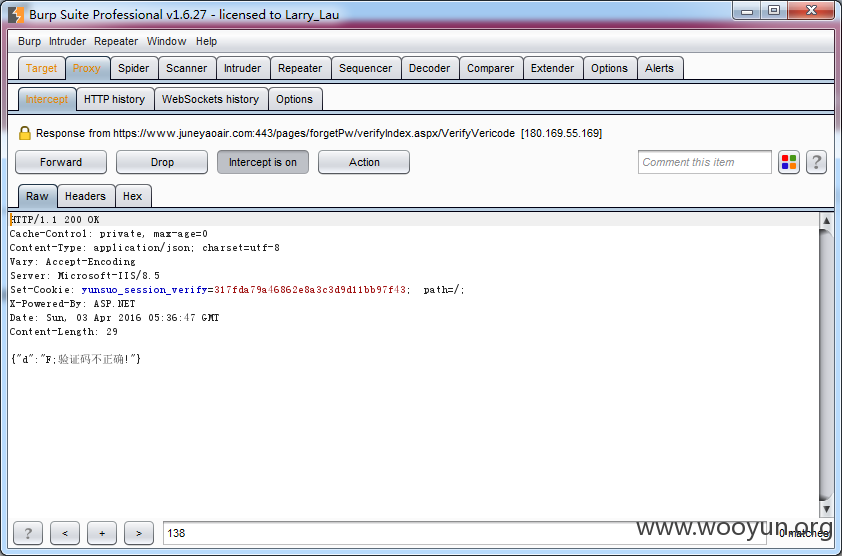 Burp Suite Professional v1.6.27 - licensed to Larry_Lau
Burp Intruder Repeater Window Help
Target Proxy Spider Scanner Intruder Repeater Sequencer Decoder Comparer Extender Options Alerts
Intercept HTTP history WebSockets history Options
Response from https://www.juneyaoair.com:443/pages/forgetPw/verifyIndex.aspx/VerifyVericode [180.169.55.169]
Forward Drop Intercept is on Action Comment this item ?
Raw Headers Hex
HTTP/1.1 200 OK
Cache-Control: private, max-age=0
Content-Type: application/json; charset=utf-8
Vary: Accept-Encoding
Server: Microsoft-IIS/8.5
Set-Cookie: yunsuo_session_verify=317fda79a46862e8a3c3d9d11bb97f43; path=/;
X-Powered-By: ASP.NET
Date: Sun, 03 Apr 2016 05:36:47 GMT
Content-Length: 29
{"d":"F;验证码不正确!"}
? < + > 138 0 matches
www.wooyun.org